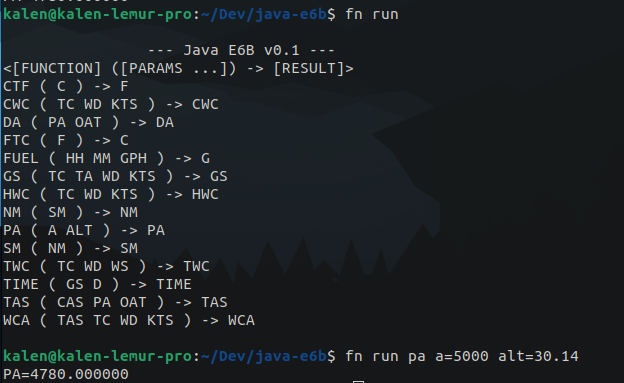 kalen@kalen-lemur-pro:~/Dev/java-e6b$ fn run
--- Java E6B v0.1 ---
<[FUNCTION] ([PARAMS ...]) -> [RESULT]>
CTF ( C ) -> F
CWC ( TC WD KTS ) -> CWC
DA ( PA OAT ) -> DA
FTC ( F ) -> C
FUEL ( HH MM GPH ) -> G
GS ( TC TA WD KTS ) -> GS
HWC ( TC WD KTS ) -> HWC
NM ( SM ) -> NM
PA ( A ALT ) -> PA
SM ( NM ) -> SM
TWC ( TC WD WS ) -> TWC
TIME ( GS D ) -> TIME
TAS ( CAS PA OAT ) -> TAS
WCA ( TAS TC WD KTS ) -> WCA
kalen@kalen-lemur-pro:~/Dev/java-e6b$ fn run pa a=5000 alt=30.14
PA=4780.000000